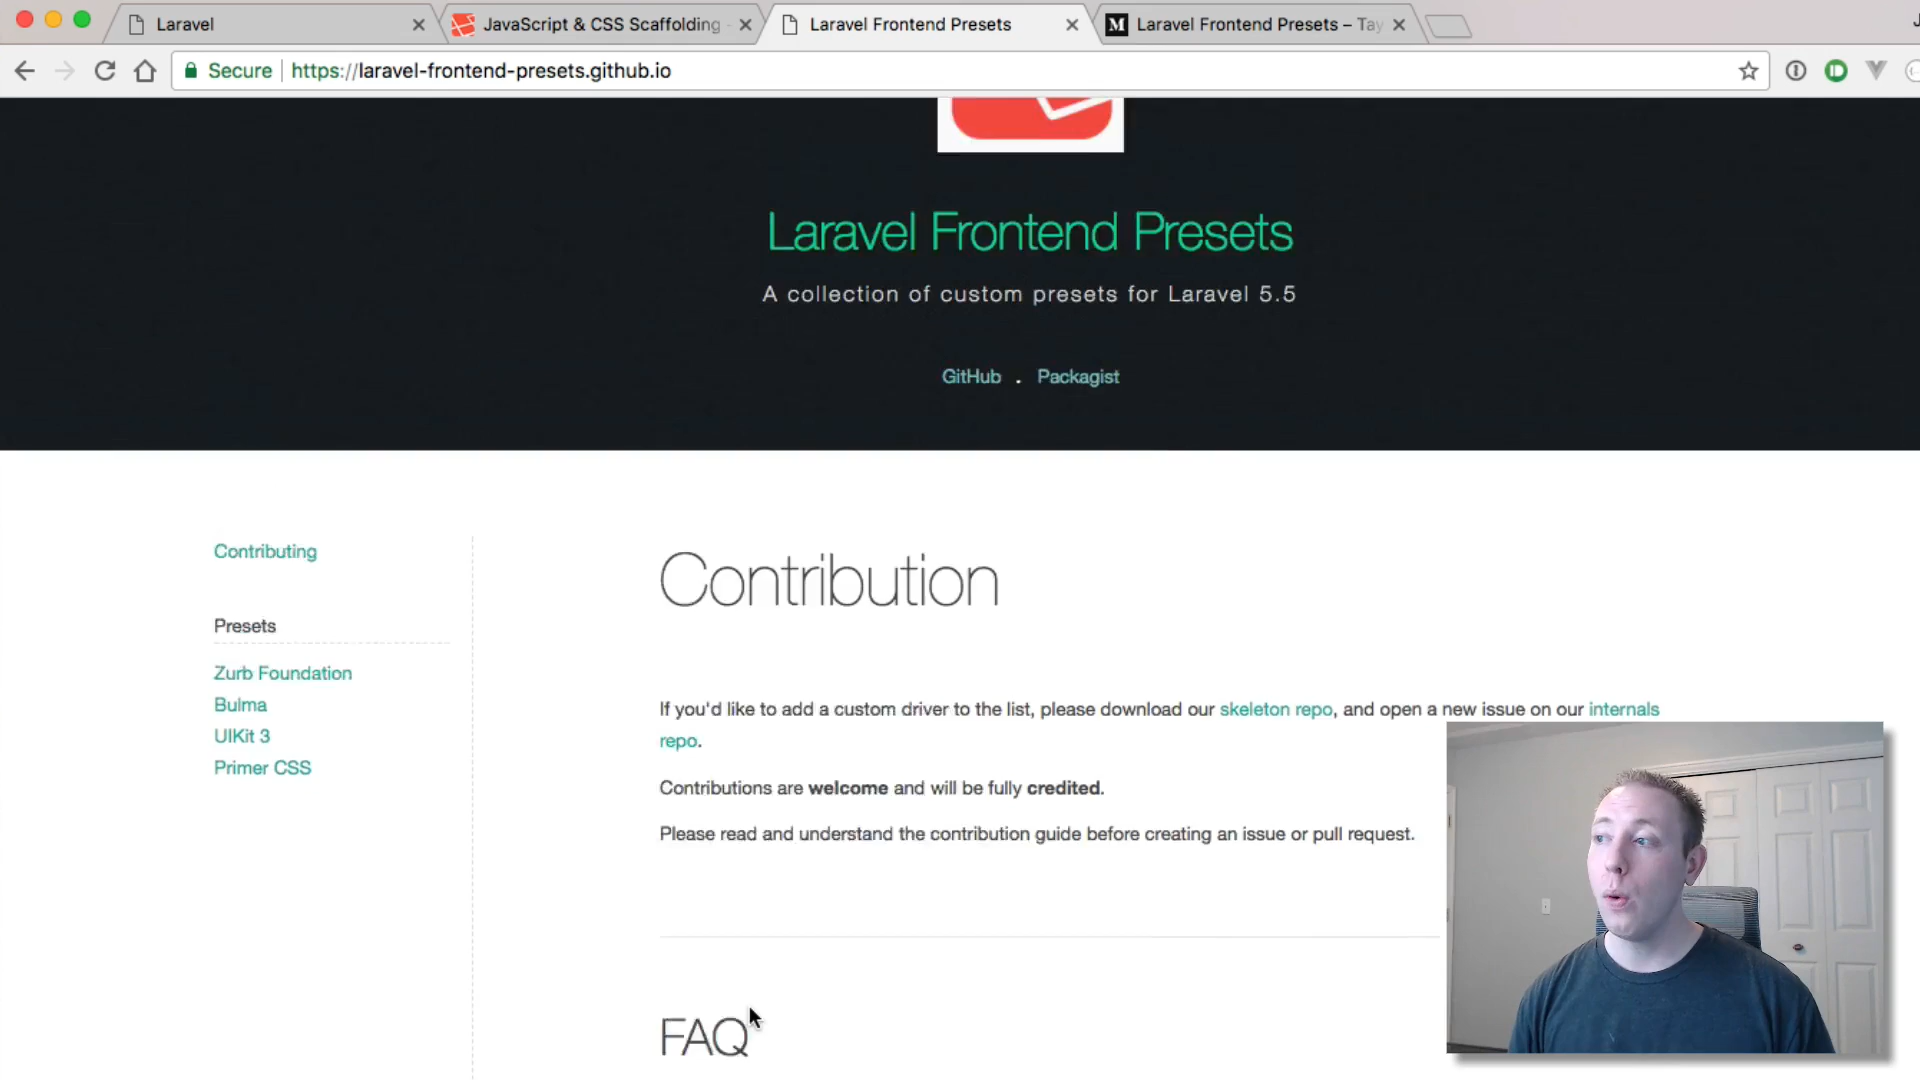 Laravel
JavaScript & CSS Scaffolding -
Laravel Frontend Presets
Laravel Frontend Presets – Tay
Secure
https://laravel-frontend-presets.github.io
Laravel Frontend Presets
A collection of custom presets for Laravel 5.5
GitHub . Packagist
Contributing
Presets
Zurb Foundation
Bulma
UIKit 3
Primer CSS
Contribution
If you'd like to add a custom driver to the list, please download our skeleton repo, and open a new issue on our internals
repo.
Contributions are welcome and will be fully credited.
Please read and understand the contribution guide before creating an issue or pull request.
FAQ